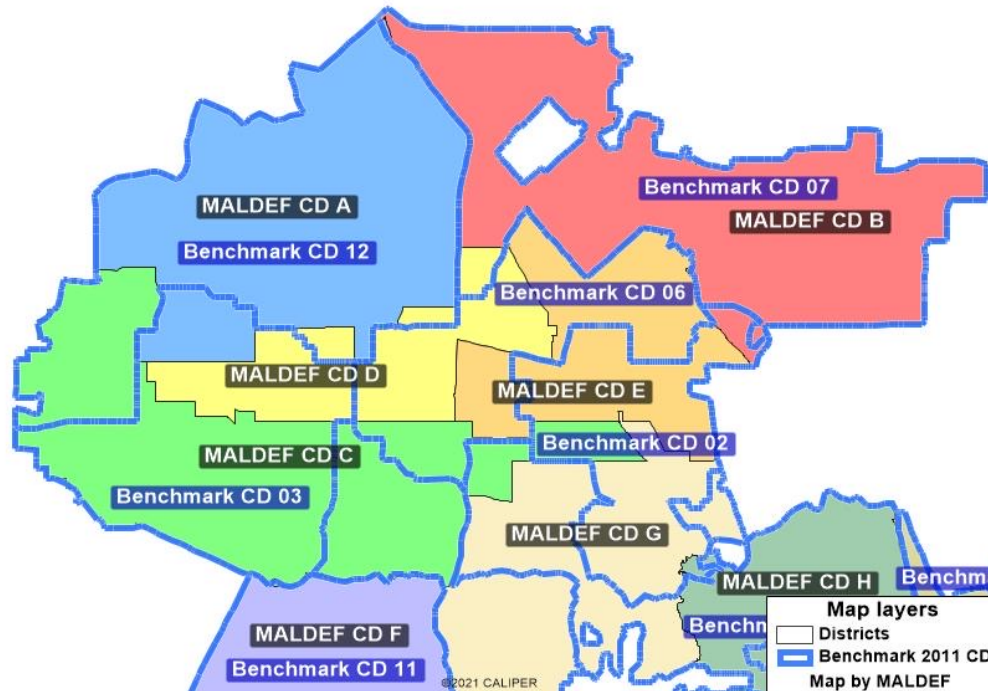 Benchmark CD 07
MALDEF CD A
MALDEF CD B
Benchmark CD 12
Benchmark CD 06
MALDEF CD D
MALDEF CD E
Benchmark CD 02
MALDEF CD C
Benchmark CD 03
MALDEF CD G
MALDEF CD H
Benchm
MALDEF CD F
Benchm
Benchmark CD 11
©2021 CALIPER
Map layers
Districts
Benchmark 2011 CD
Map by MALDEF